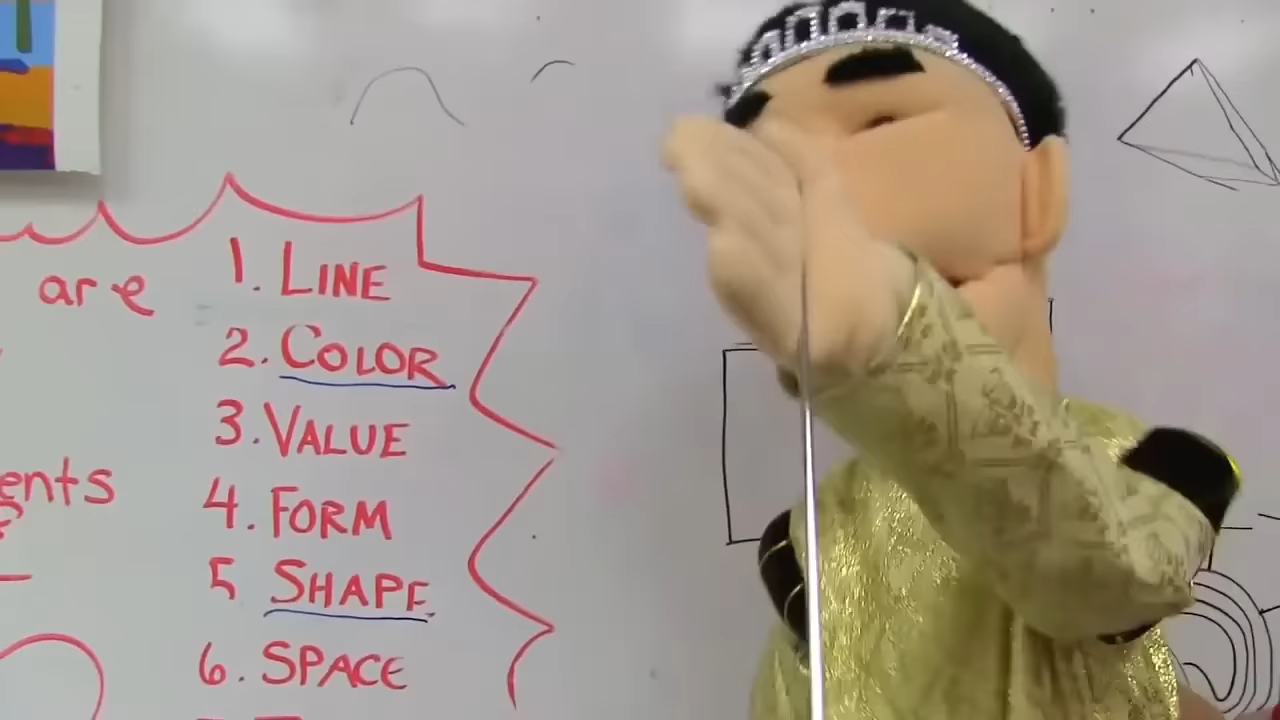 are
1. LINE
2. COLOR
3. VALUE
4. FORM
ents
5 SHAPE
6. SPACE